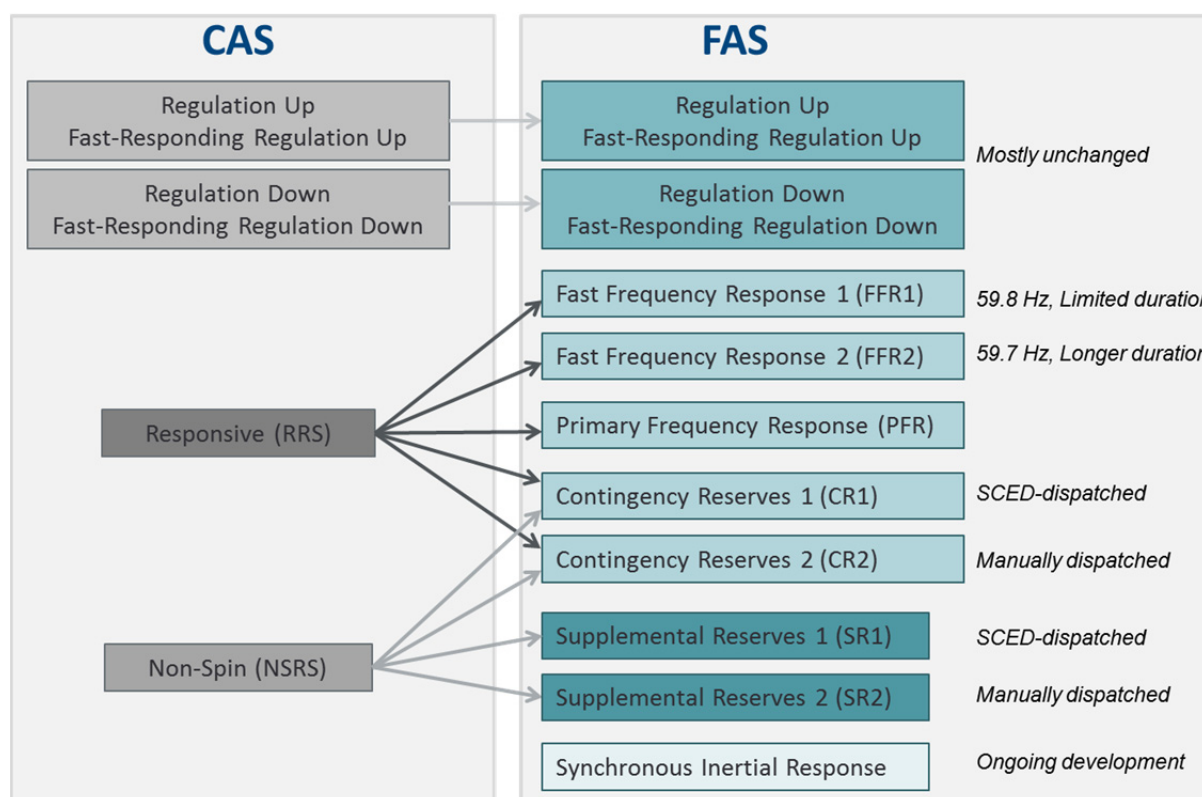 CAS
FAS
Regulation Up
Fast-Responding Regulation Up
Regulation Up
Fast-Responding Regulation Up
Mostly unchanged
Regulation Down
Fast-Responding Regulation Down
Regulation Down
Fast-Responding Regulation Down
Fast Frequency Response 1 (FFR1)
59.8 Hz, Limited duration
Fast Frequency Response 2 (FFR2)
59.7 Hz, Longer duration
Responsive (RRS)
Primary Frequency Response (PFR)
Contingency Reserves 1 (CR1)
SCED-dispatched
Contingency Reserves 2 (CR2)
Manually dispatched
Non-Spin (NSRS)
Supplemental Reserves 1 (SR1)
SCED-dispatched
Supplemental Reserves 2 (SR2)
Manually dispatched
Synchronous Inertial Response
Ongoing development